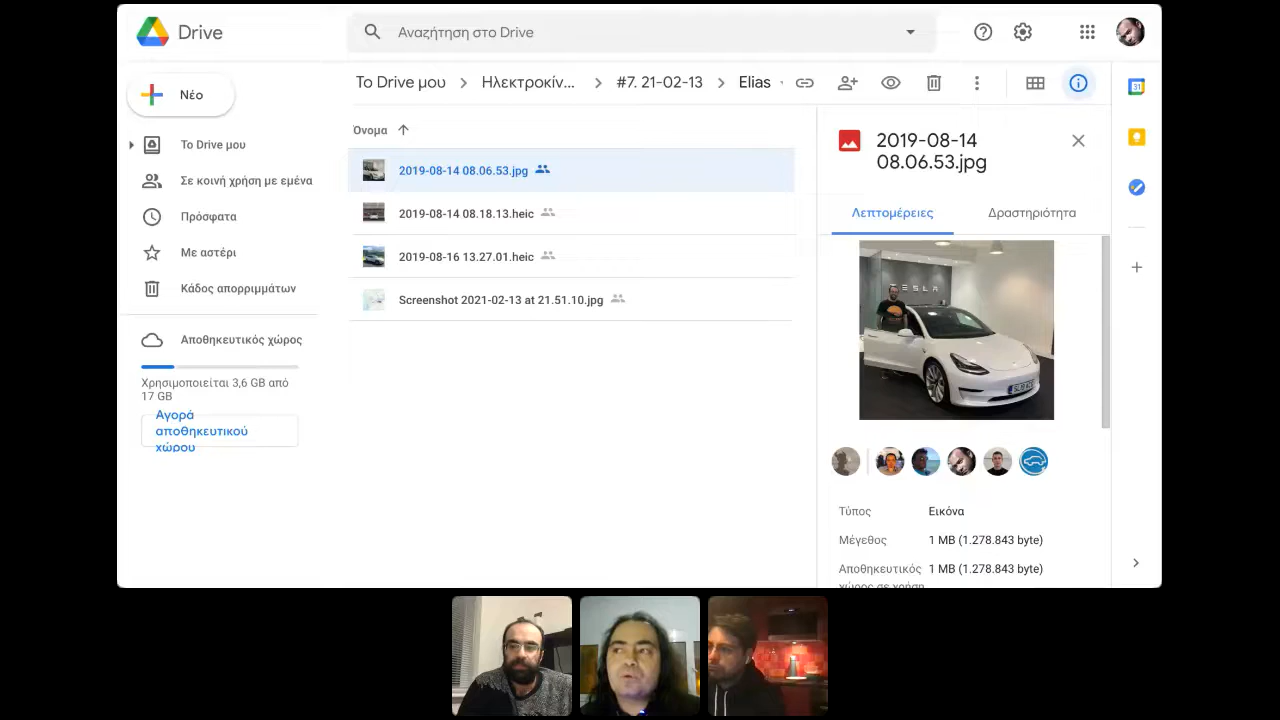 Drive
Αναζήτηση στο Drive
Νέο
Το Drive μου
Σε κοινή χρήση με εμένα
Πρόσφατα
Με αστέρι
Κάδος απορριμμάτων
Αποθηκευτικός χώρος
Χρησιμοποιείται 3,6 GB από
17 GB
Αγορά
αποθηκευτικού
χώρου
Το Drive μου
Ηλεκτροκίν...
#7. 21-02-13
Elias
Όνομα
2019-08-14 08.06.53.jpg
2019-08-14 08.18.13.heic
2019-08-16 13.27.01.heic
Screenshot 2021-02-13 at 21.51.10.jpg
2019-08-14
08.06.53.jpg
Λεπτομέρειες
Δραστηριότητα
TESLA
Τύπος
Εικόνα
Μέγεθος
1 MB (1.278.843 byte)
Αποθηκευτικός
1 MB (1.278.843 byte)
χώρος σε χρήση
31